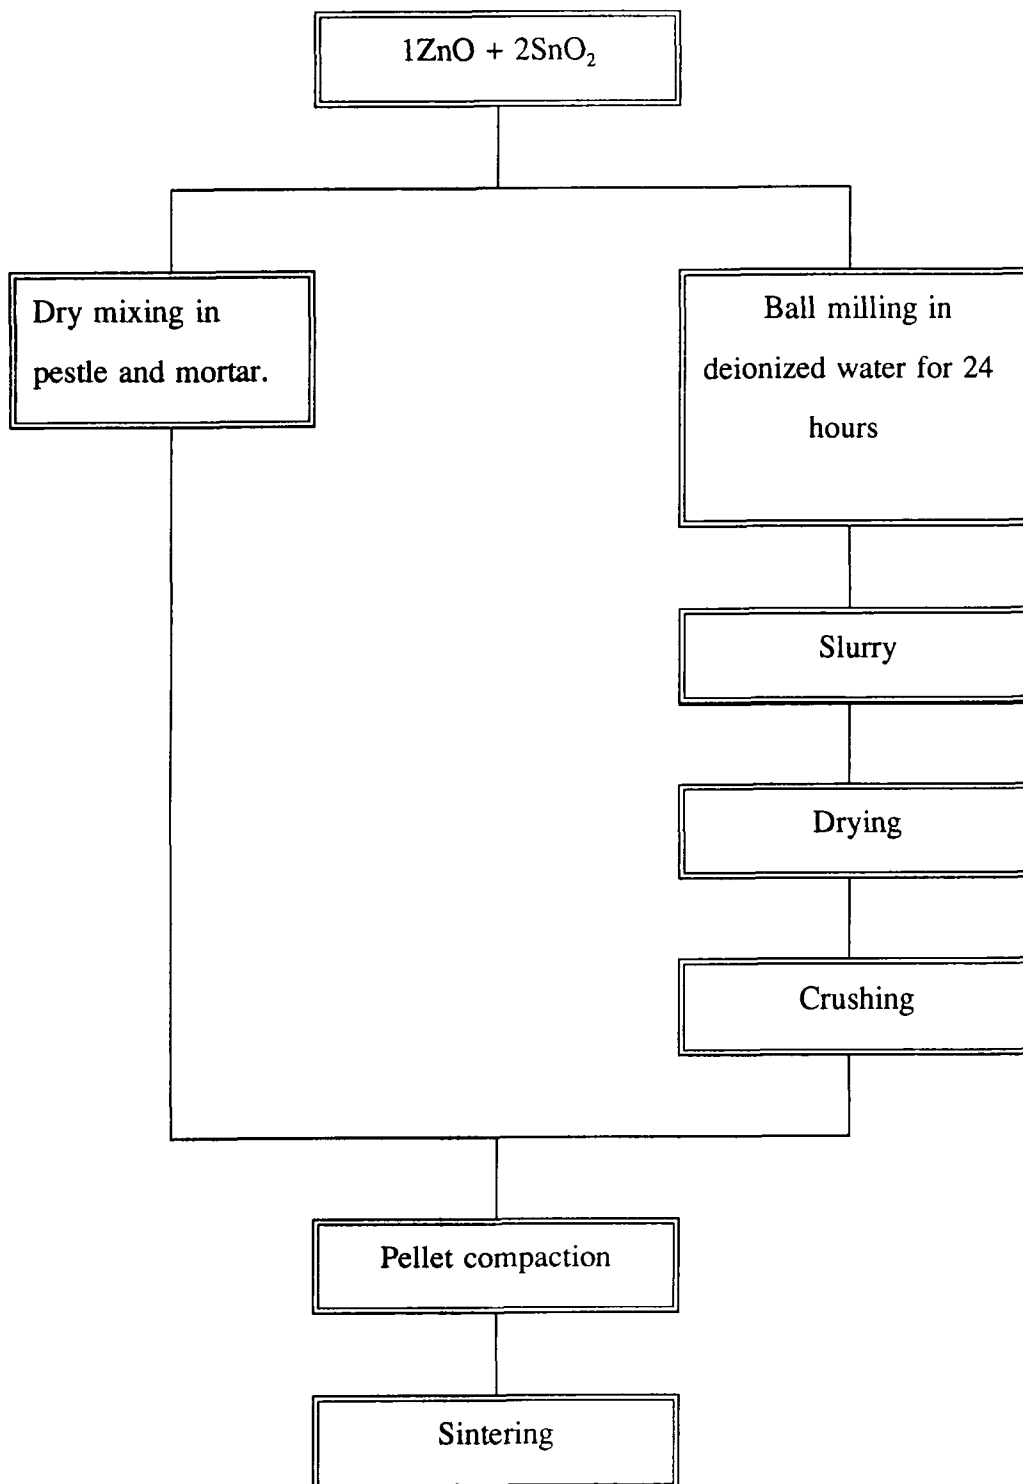 1ZnO + 2SnO₂
Dry mixing in
pestle and mortar.
Ball milling in
deionized water for 24
hours
Slurry
Drying
Crushing
Pellet compaction
Sintering